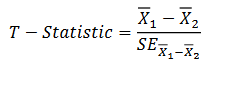 T − Statistic = (X̄₁ − X̄₂) / SE_(X̄₁−X̄₂)